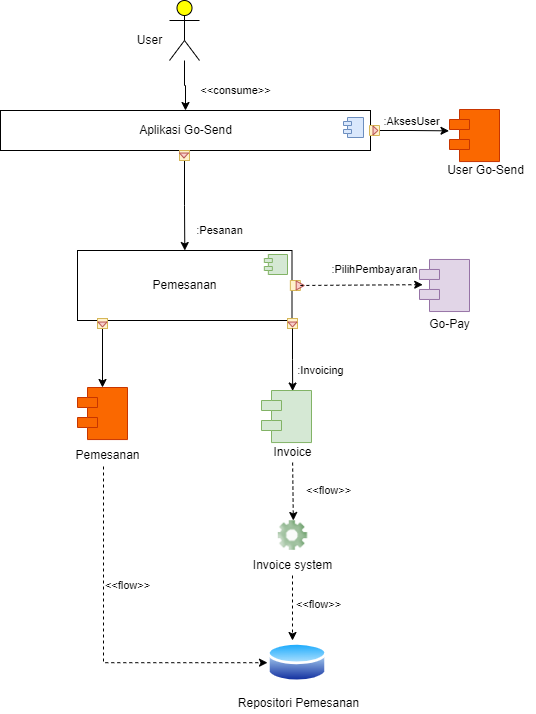 User
<<consume>>
:AksesUser
Aplikasi Go-Send
User Go-Send
:Pesanan
:PilihPembayaran
Pemesanan
Go-Pay
:Invoicing
Pemesanan
Invoice
<<flow>>
Invoice system
<<flow>>
<<flow>>
Repositori Pemesanan